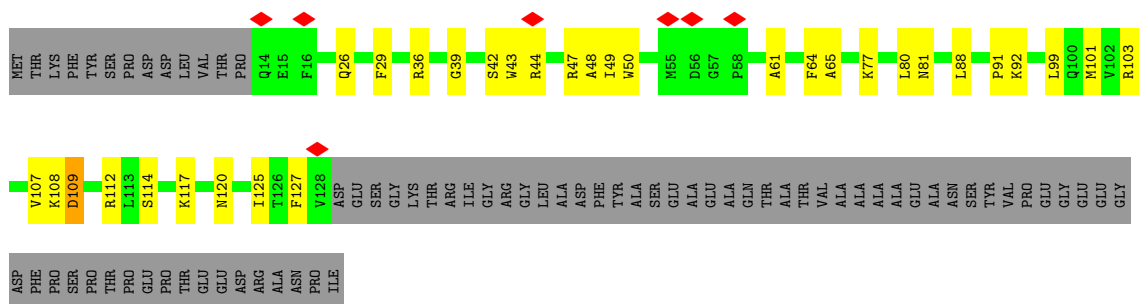 MET THR LYS PHE TYR SER PRO ASP ASP LEU VAL THR PRO Q14 E15 F16 Q26 F29 R36 G39 S42 W43 R44 R47 A48 I49 W50 M55 D56 G57 P58 A61 F64 A65 K77 L80 N81 L88 P91 K92 L99 Q100 M101 V102 R103
V107 K108 D109 R112 L113 S114 K117 N120 I125 T126 F127 V128 ASP GLU SER GLY LYS THR ARG ILE GLY ARG GLY LEU ALA ASP PHE TYR ALA SER GLU ALA GLU ALA GLN THR ALA THR VAL ALA ALA ALA ALA GLU ALA ASN SER TYR VAL PRO GLU GLY GLU GLU GLY
ASP PHE PRO SER PRO THR PRO GLU PRO THR GLU GLU ASP ARG ALA ASN PRO ILE